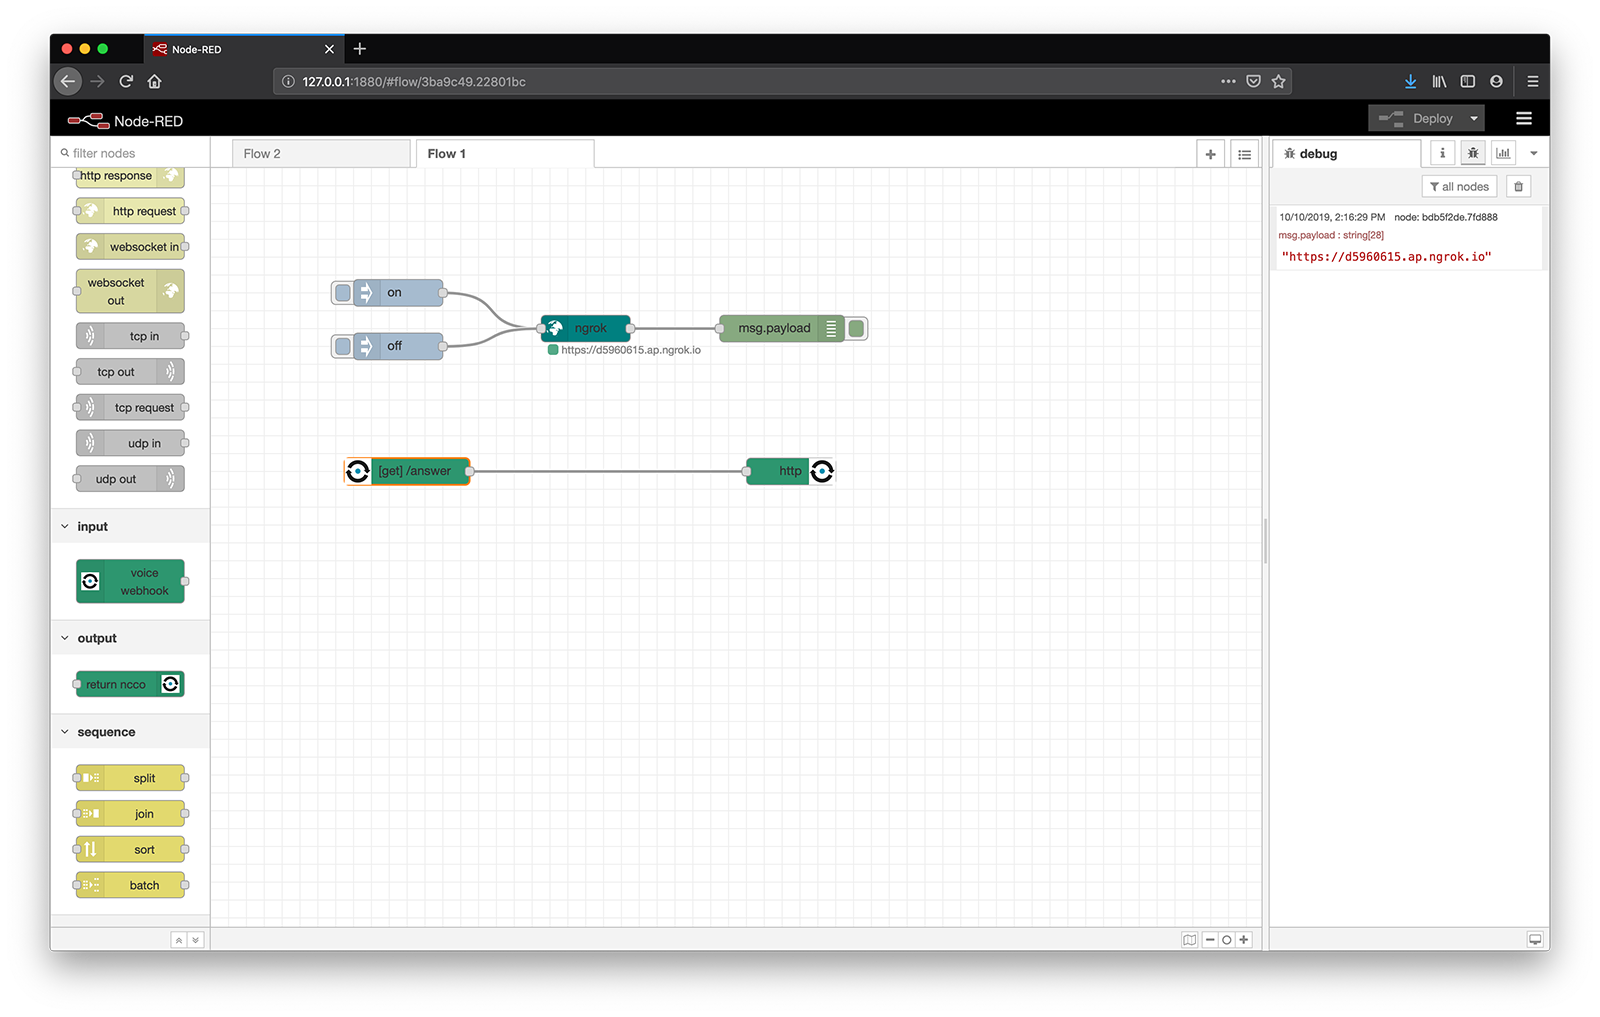 Node-RED
127.0.0.1:1880/#flow/3ba9c49.22801bc
Node-RED
Deploy
filter nodes
http response
http request
websocket in
websocket
out
tcp in
tcp out
tcp request
udp in
udp out
input
voice
webhook
output
return ncco
sequence
split
join
sort
batch
Flow 2
Flow 1
on
off
ngrok
https://d5960615.ap.ngrok.io
msg.payload
[get] /answer
http
debug
i
all nodes
10/10/2019, 2:16:29 PM node: bdb5f2de.7fd888
msg.payload : string[28]
"https://d5960615.ap.ngrok.io"